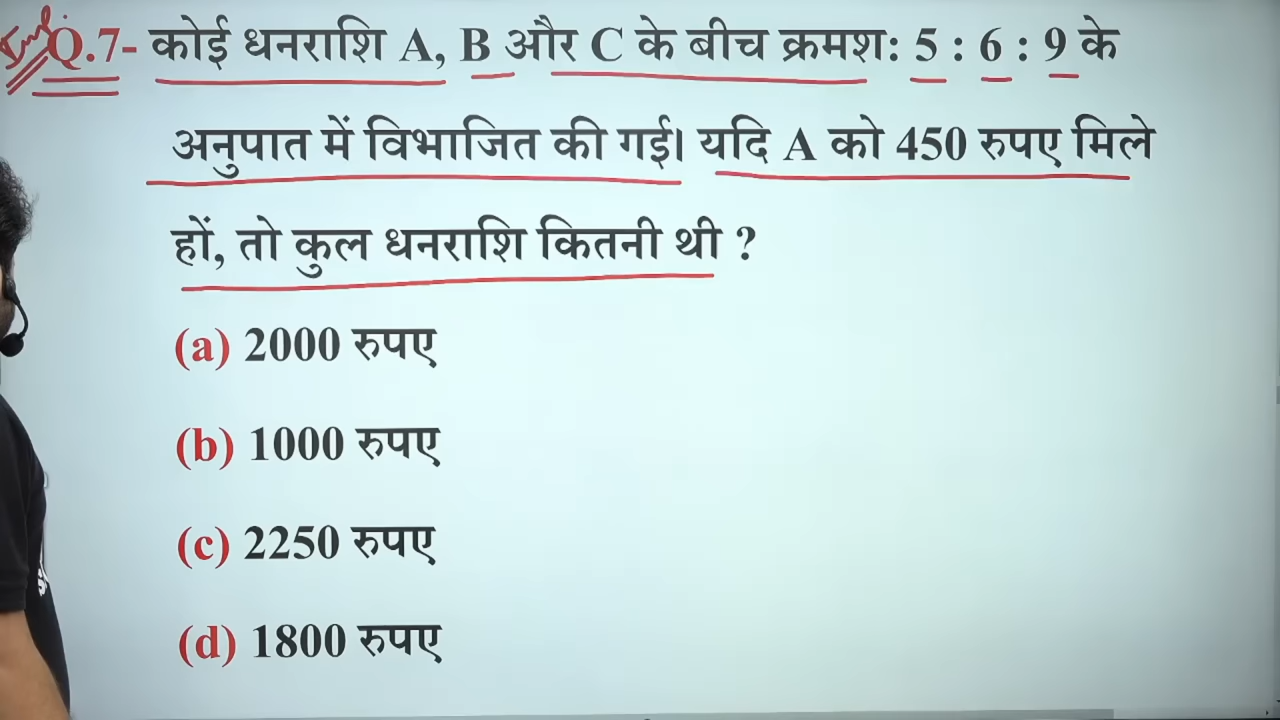 Q.7- कोई धनराशि A, B और C के बीच क्रमश: 5 : 6 : 9 के
अनुपात में विभाजित की गई। यदि A को 450 रुपए मिले
हों, तो कुल धनराशि कितनी थी ?
(a) 2000 रुपए
(b) 1000 रुपए
(c) 2250 रुपए
(d) 1800 रुपए